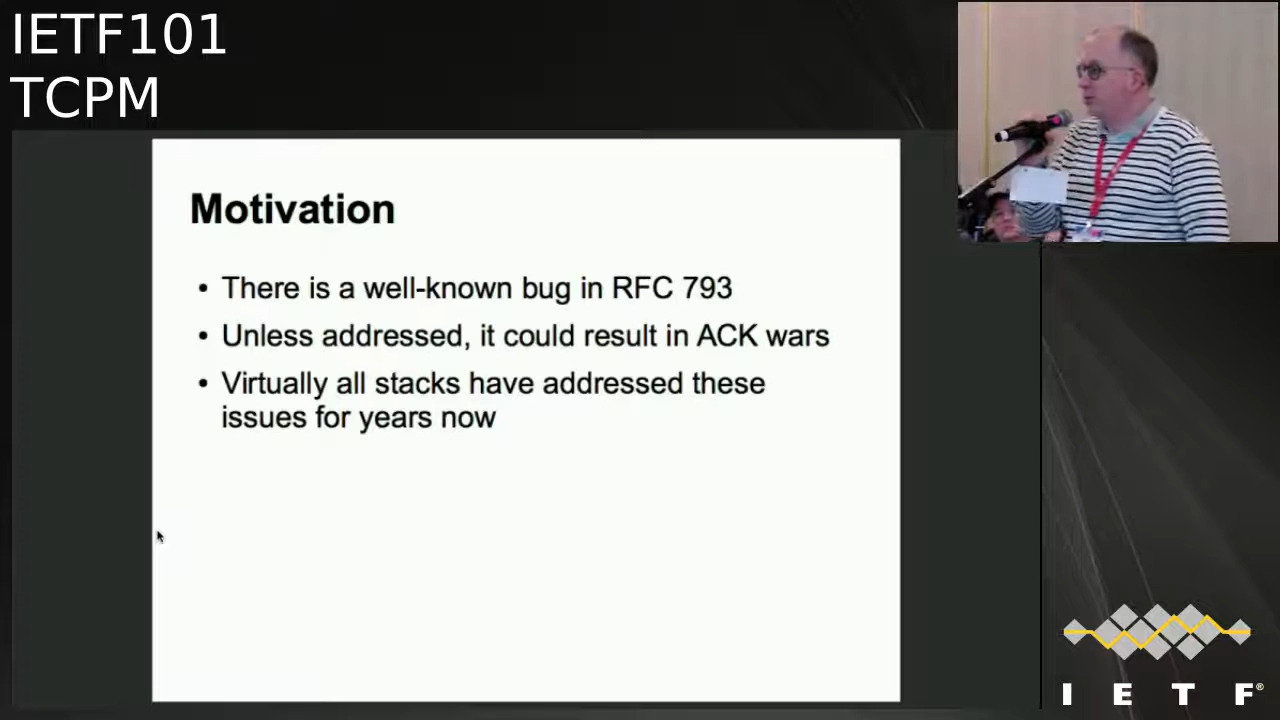 IETF101
TCPM
Motivation
• There is a well-known bug in RFC 793
• Unless addressed, it could result in ACK wars
• Virtually all stacks have addressed these
issues for years now
I E T F®